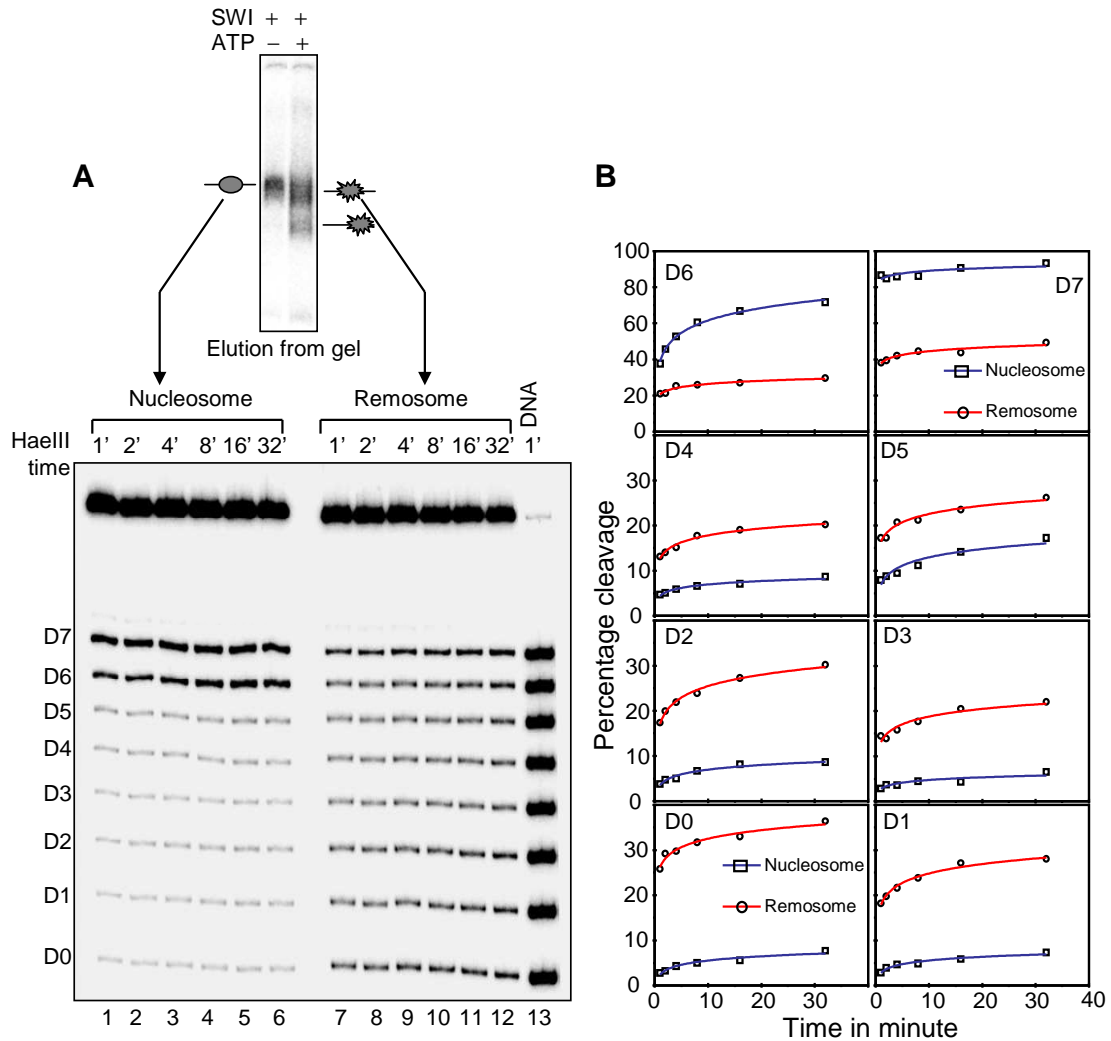 SWI + +
ATP – +
A
Elution from gel
Nucleosome
Remosome
DNA
HaeIII 1’ 2’ 4’ 8’ 16’ 32’ 1’ 2’ 4’ 8’ 16’ 32’ 1’
time
D7
D6
D5
D4
D3
D2
D1
D0
1 2 3 4 5 6 7 8 9 10 11 12 13
B
Percentage cleavage
100
80
60
40
20
0
D6
D7
Nucleosome
Remosome
30
20
10
0
D4
D5
30
20
10
0
D2
D3
30
20
10
0
D0
Nucleosome
Remosome
D1
0 10 20 30 0 10 20 30 40
Time in minute